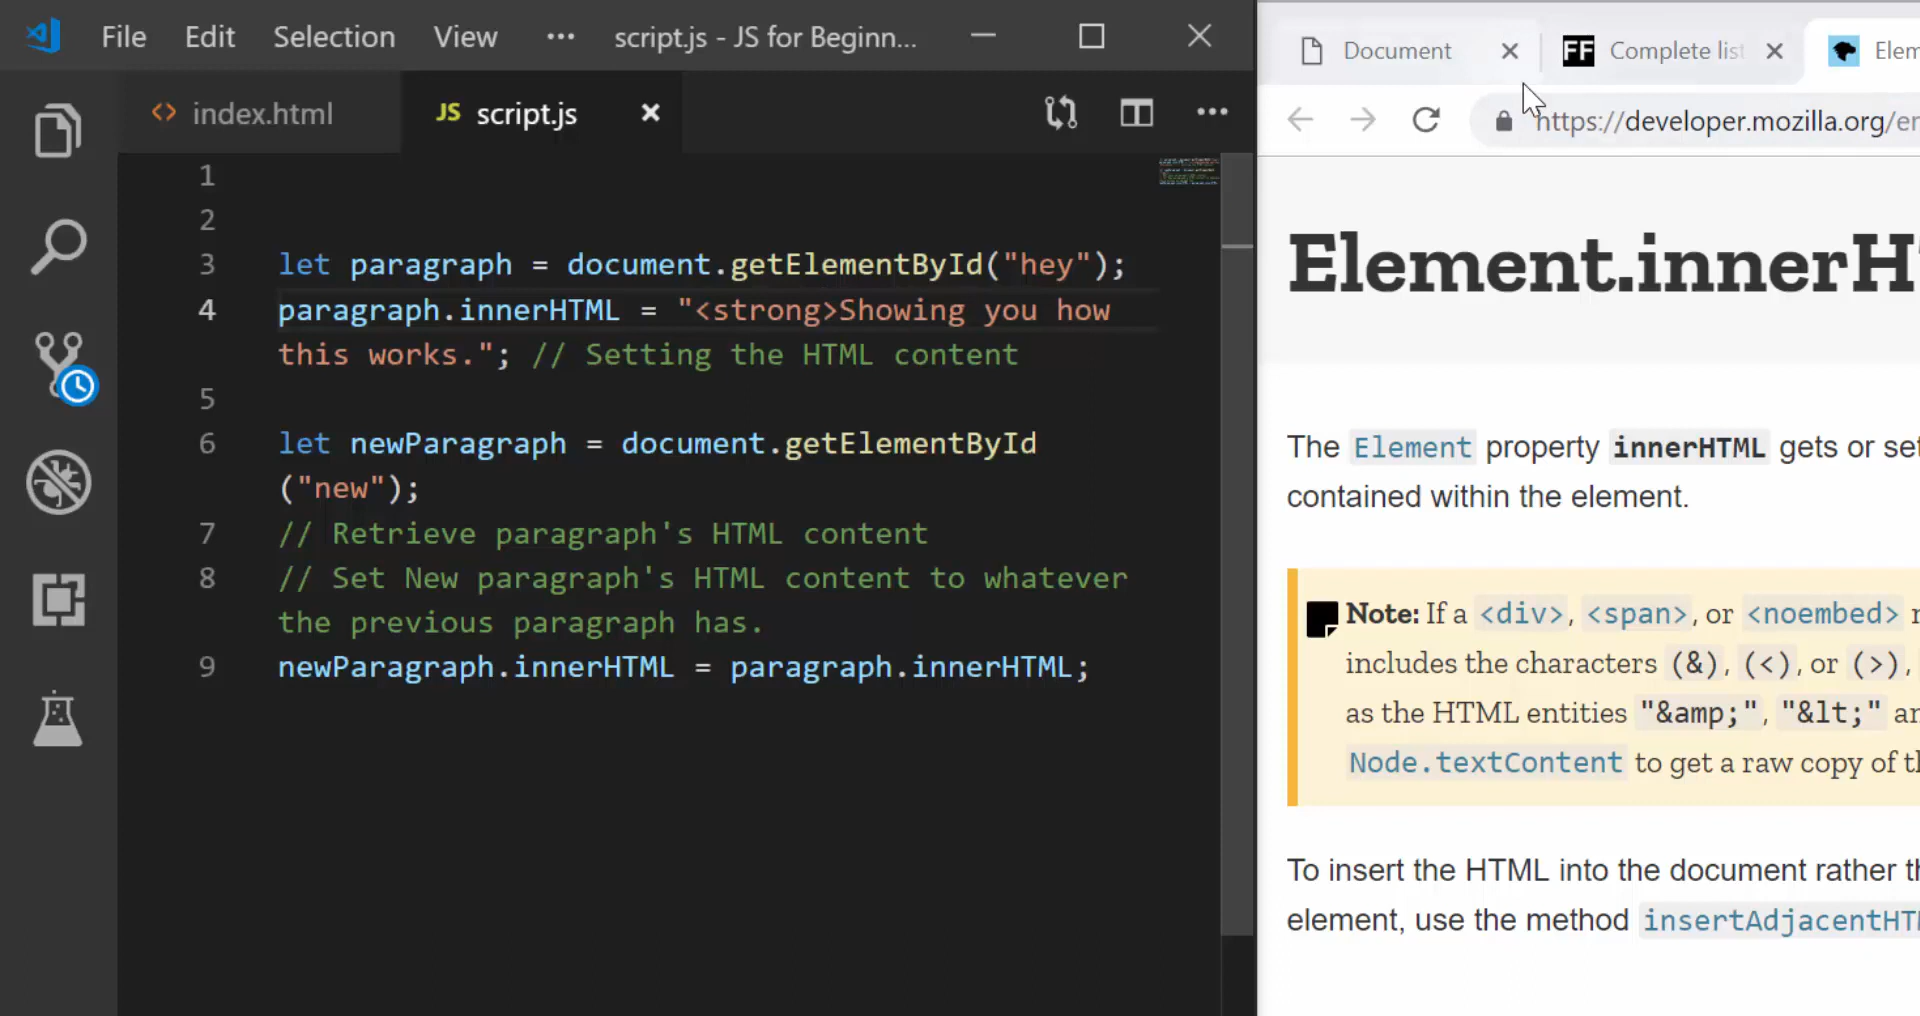 File Edit Selection View ··· script.js - JS for Beginn...
<> index.html JS script.js
1
2
3 let paragraph = document.getElementById("hey");
4 paragraph.innerHTML = "<strong>Showing you how
this works."; // Setting the HTML content
5
6 let newParagraph = document.getElementById
("new");
7 // Retrieve paragraph's HTML content
8 // Set New paragraph's HTML content to whatever
the previous paragraph has.
9 newParagraph.innerHTML = paragraph.innerHTML;
Document FF Complete list Elem
https://developer.mozilla.org/en
Element.innerH
The Element property innerHTML gets or set
contained within the element.
Note: If a <div>, <span>, or <noembed>
includes the characters (&), (<), or (>),
as the HTML entities "&amp;", "&lt;" an
Node.textContent to get a raw copy of th
To insert the HTML into the document rather th
element, use the method insertAdjacentHTM